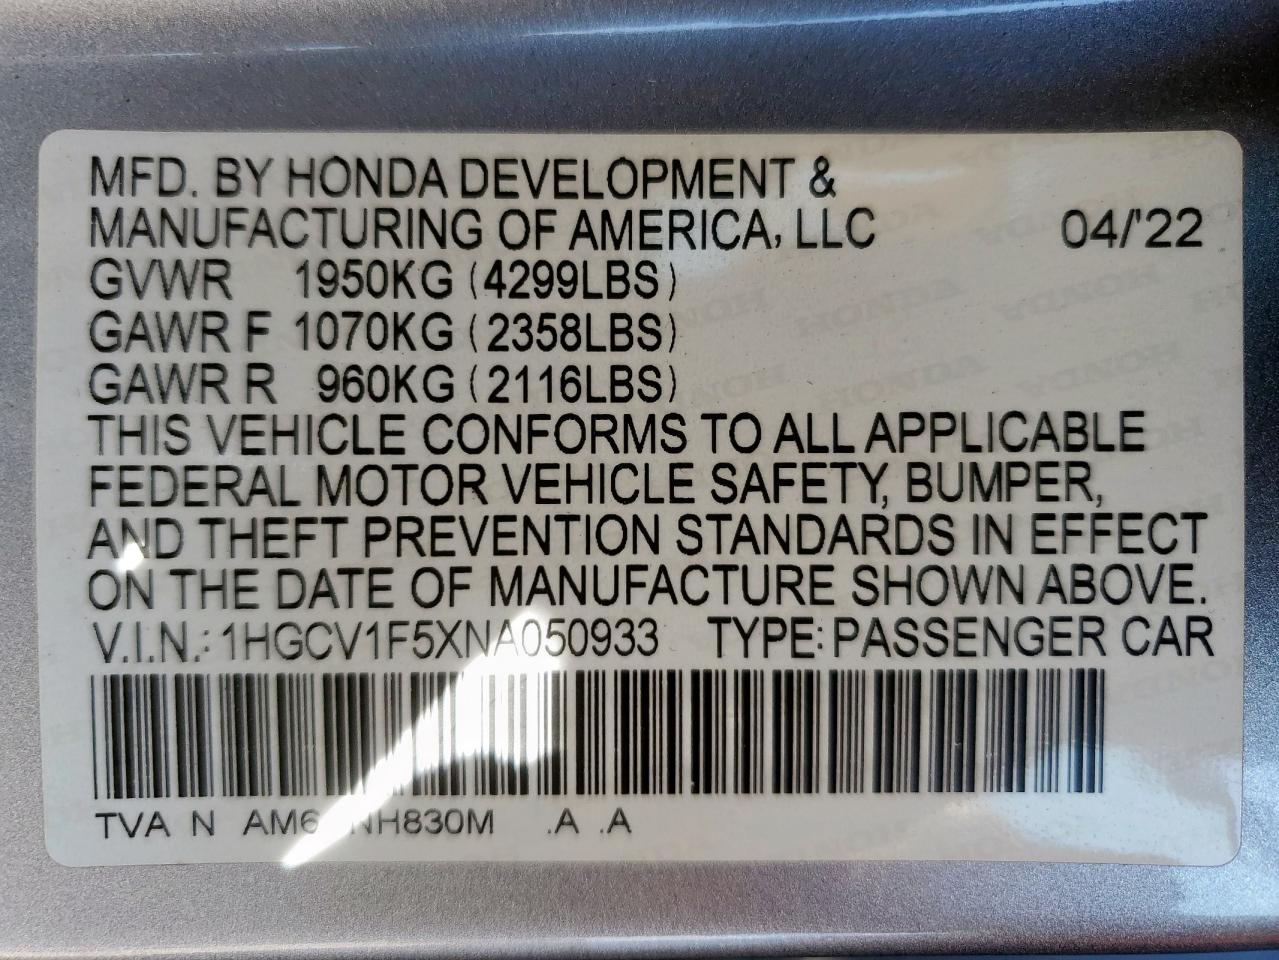 MFD. BY HONDA DEVELOPMENT &
MANUFACTURING OF AMERICA, LLC 04/'22
GVWR 1950KG (4299LBS)
GAWR F 1070KG (2358LBS)
GAWR R 960KG (2116LBS)
THIS VEHICLE CONFORMS TO ALL APPLICABLE
FEDERAL MOTOR VEHICLE SAFETY, BUMPER,
AND THEFT PREVENTION STANDARDS IN EFFECT
ON THE DATE OF MANUFACTURE SHOWN ABOVE.
V.I.N.: 1HGCV1F5XNA050933 TYPE: PASSENGER CAR
TVA N AM6 NH830M .A .A